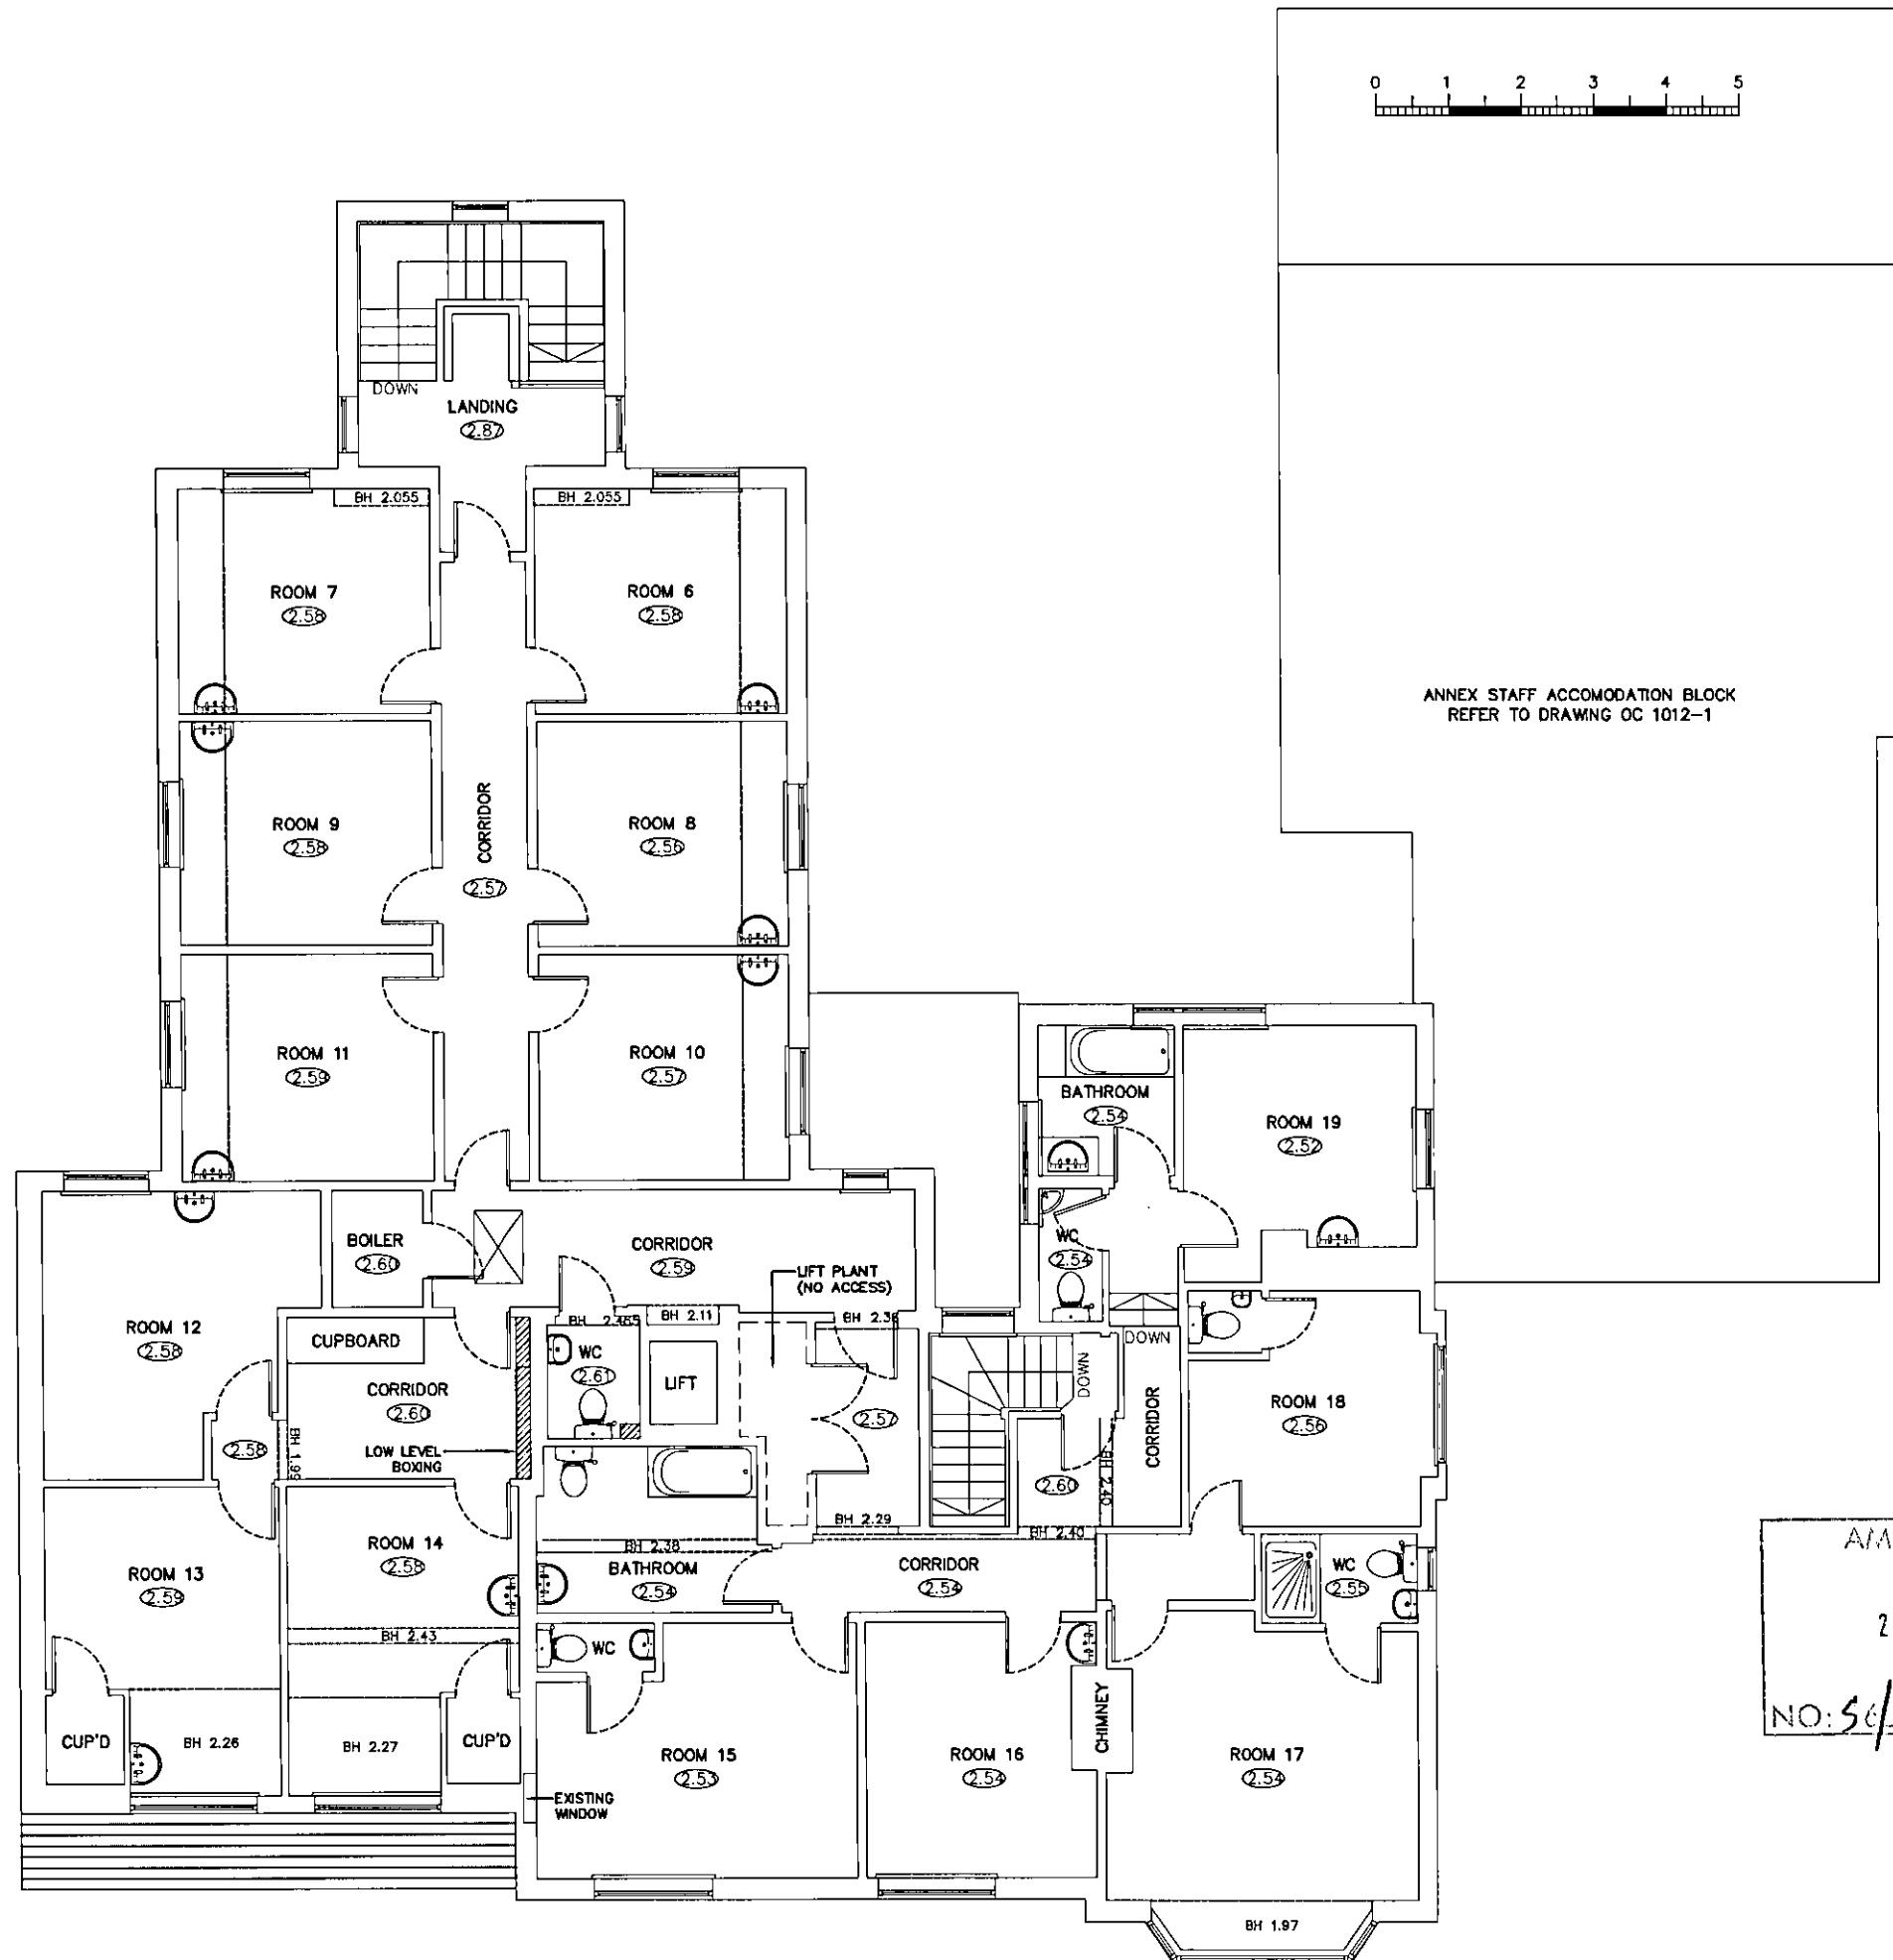 0 1 2 3 4 5
DOWN
LANDING
2.87
BH 2.055
BH 2.055
ROOM 7
2.58
ROOM 6
2.58
ANNEX STAFF ACCOMODATION BLOCK
REFER TO DRAWING OC 1012-1
ROOM 9
2.58
CORRIDOR
2.57
ROOM 8
2.56
ROOM 11
2.59
ROOM 10
2.57
BATHROOM
2.54
ROOM 19
2.52
BOILER
2.60
CORRIDOR
2.59
LIFT PLANT
(NO ACCESS)
WC
2.54
ROOM 12
2.58
CUPBOARD
BH 2.465
BH 2.11
BH 2.36
DOWN
DOWN
WC
2.61
LIFT
CORRIDOR
2.60
2.57
CORRIDOR
ROOM 18
2.56
2.58
BH 1.99
LOW LEVEL
BOXING
2.60
BH 2.40
BH 2.29
BH 2.40
ROOM 14
2.58
BH 2.38
BATHROOM
2.54
CORRIDOR
2.54
WC
2.55
ROOM 13
2.59
BH 2.43
WC
CHIMNEY
CUP'D
BH 2.26
BH 2.27
CUP'D
ROOM 15
2.53
ROOM 16
2.54
ROOM 17
2.54
EXISTING
WINDOW
BH 1.97
AM
2
NO: 56/